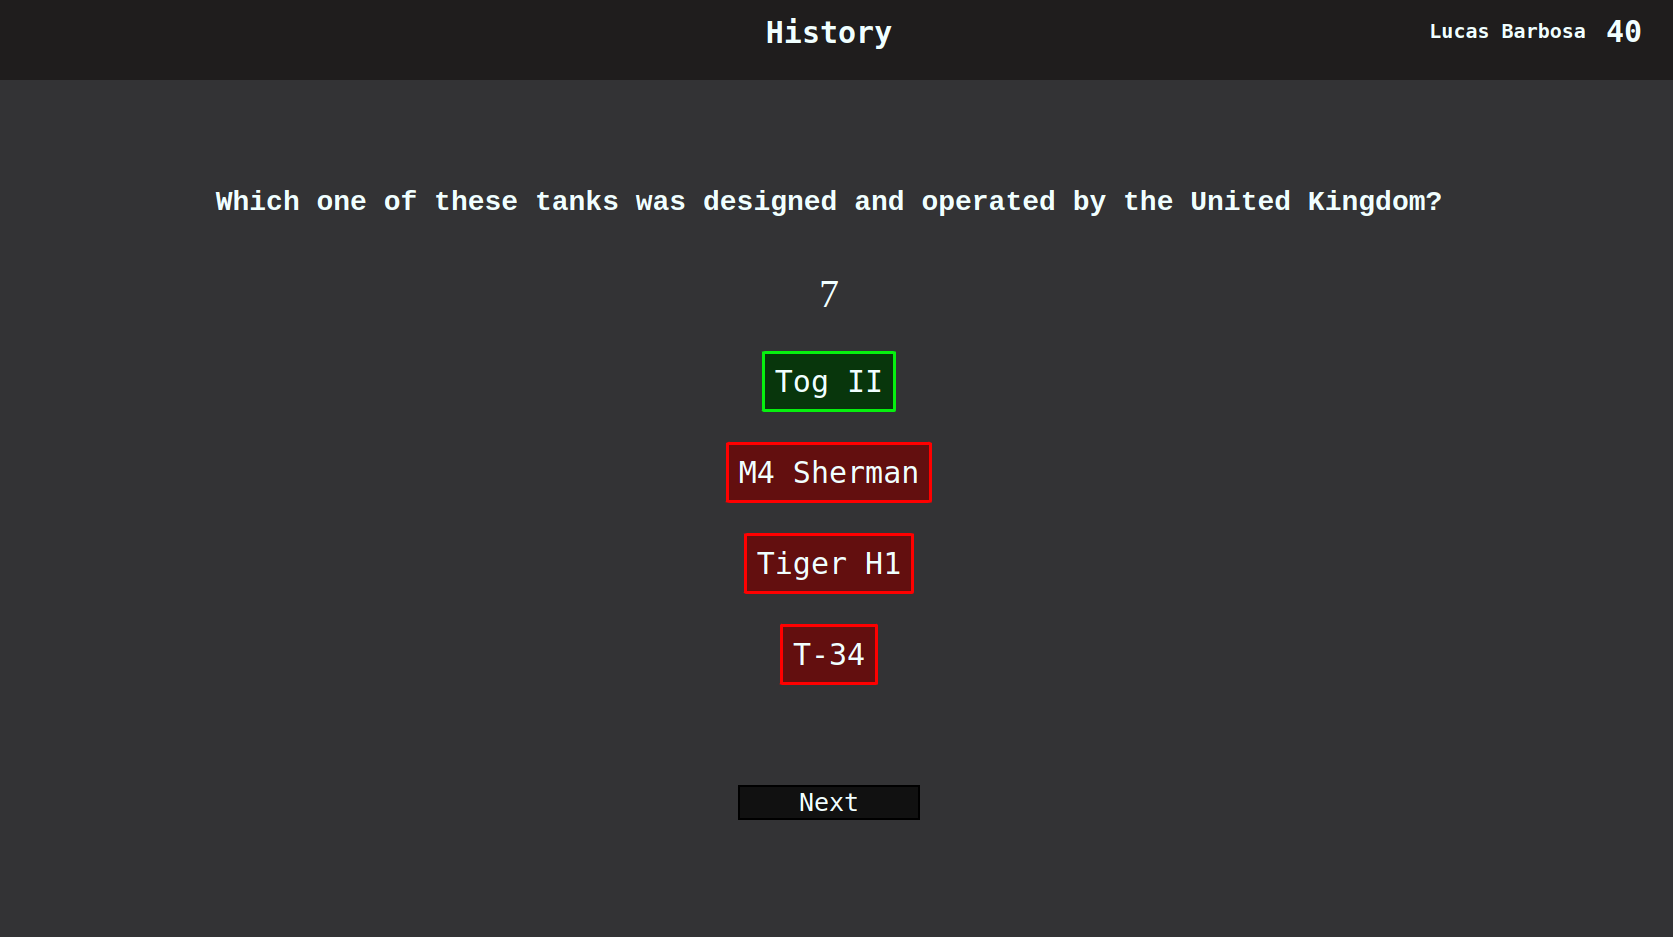 History
Lucas Barbosa 40
Which one of these tanks was designed and operated by the United Kingdom?
7
Tog II
M4 Sherman
Tiger H1
T-34
Next